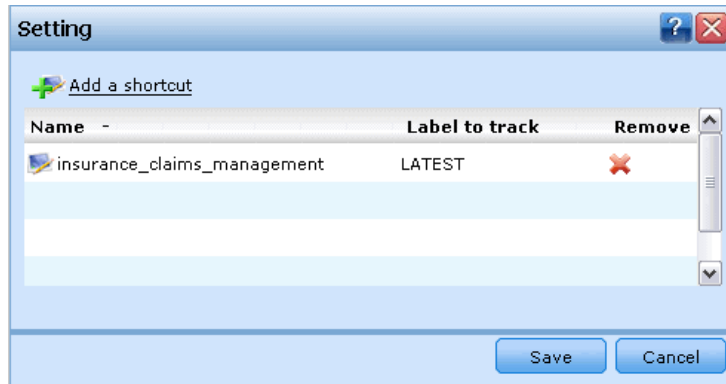 Setting ?
Add a shortcut
Name - Label to track Remove
insurance_claims_management LATEST
Save Cancel